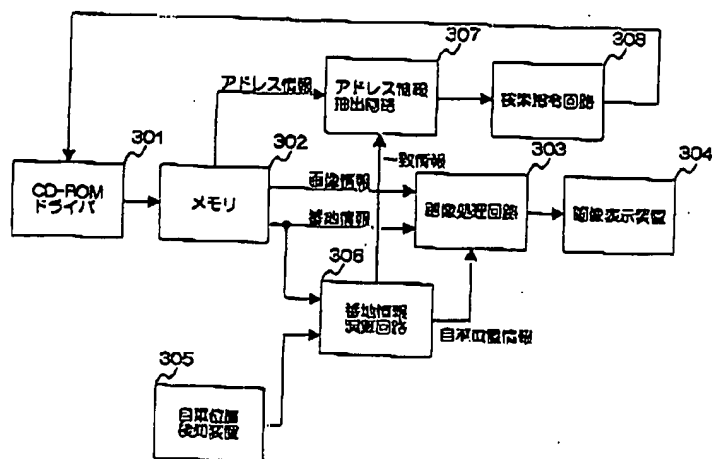 307
308
アドレス情報
アドレス情報
抽出回路
検索指令回路
301
302
一致情報
303
304
CD-ROM
ドライバ
メモリ
画像情報
番地情報
画像処理回路
画像表示装置
306
番地情報
回路
自車位置情報
305
自車位置
検知装置